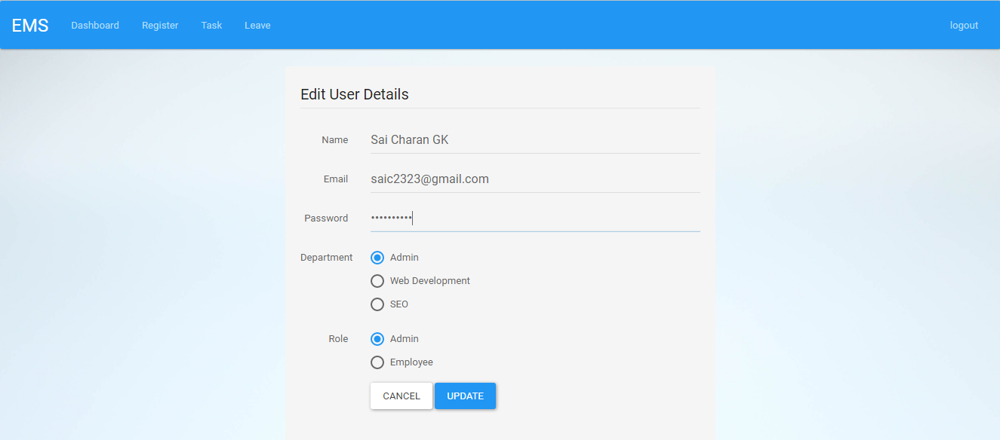 EMS Dashboard Register Task Leave logout
Edit User Details
Name Sai Charan GK
Email saic2323@gmail.com
Password ••••••••••
Department Admin
Web Development
SEO
Role Admin
Employee
CANCEL UPDATE